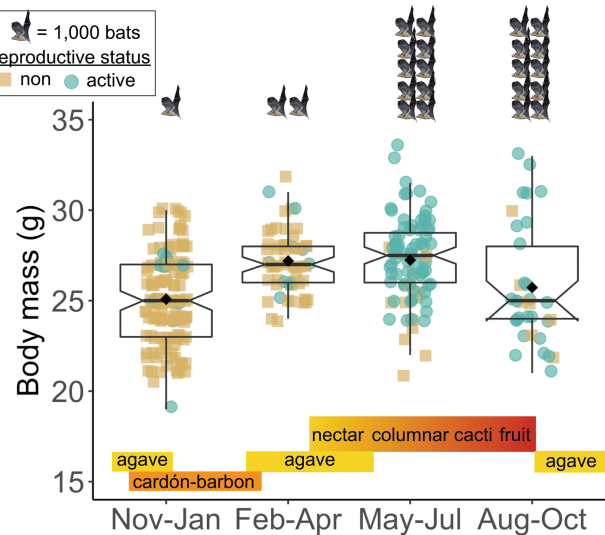 = 1,000 bats
eproductive status
non active
35
30
25
20
15
Body mass (g)
nectar columnar cacti fruit
agave agave agave
cardón-barbon
Nov-Jan Feb-Apr May-Jul Aug-Oct